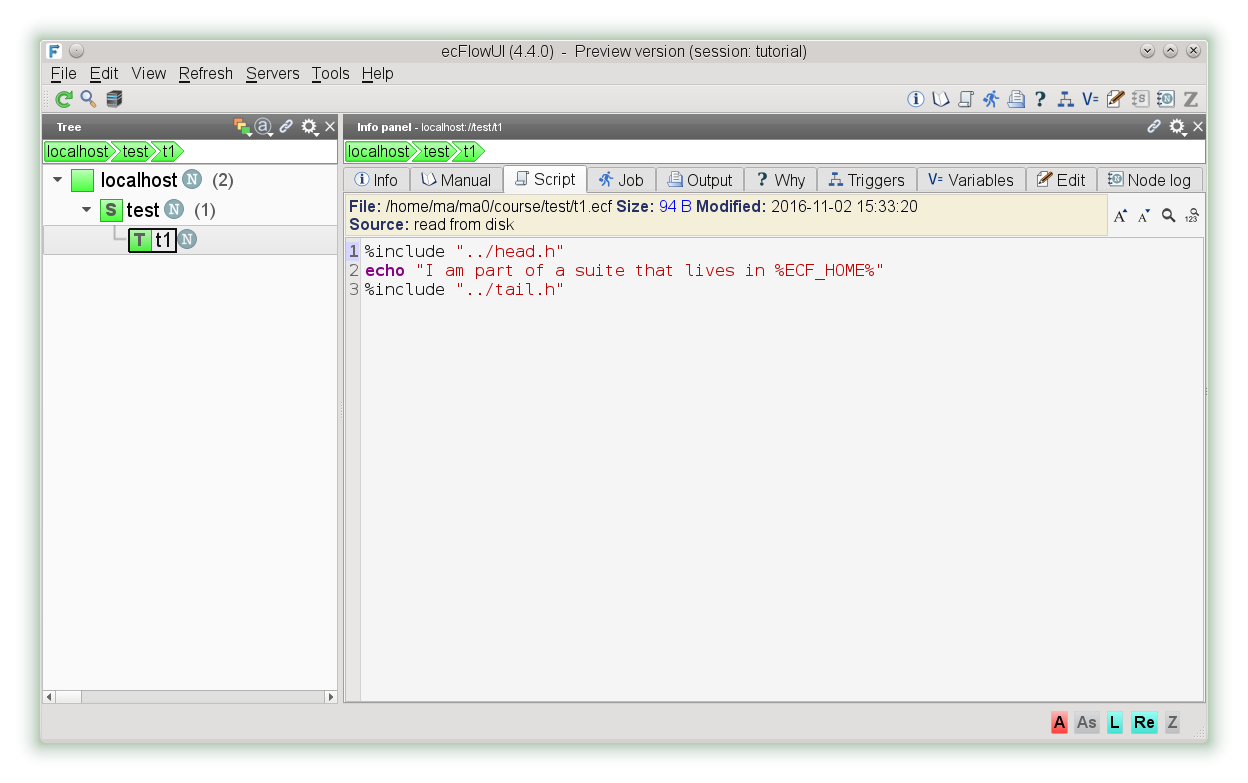 ecFlowUI (4.4.0) - Preview version (session: tutorial)
File Edit View Refresh Servers Tools Help
V= Z
Tree
Info panel - localhost://test/t1
localhost test t1
localhost test t1
localhost N (2)
S test N (1)
T t1 N
Info Manual Script Job Output ? Why Triggers V= Variables Edit Node log
File: /home/ma/ma0/course/test/t1.ecf Size: 94 B Modified: 2016-11-02 15:33:20
Source: read from disk
A A 123
1 %include "../head.h"
2 echo "I am part of a suite that lives in %ECF_HOME%"
3 %include "../tail.h"
A As L Re Z